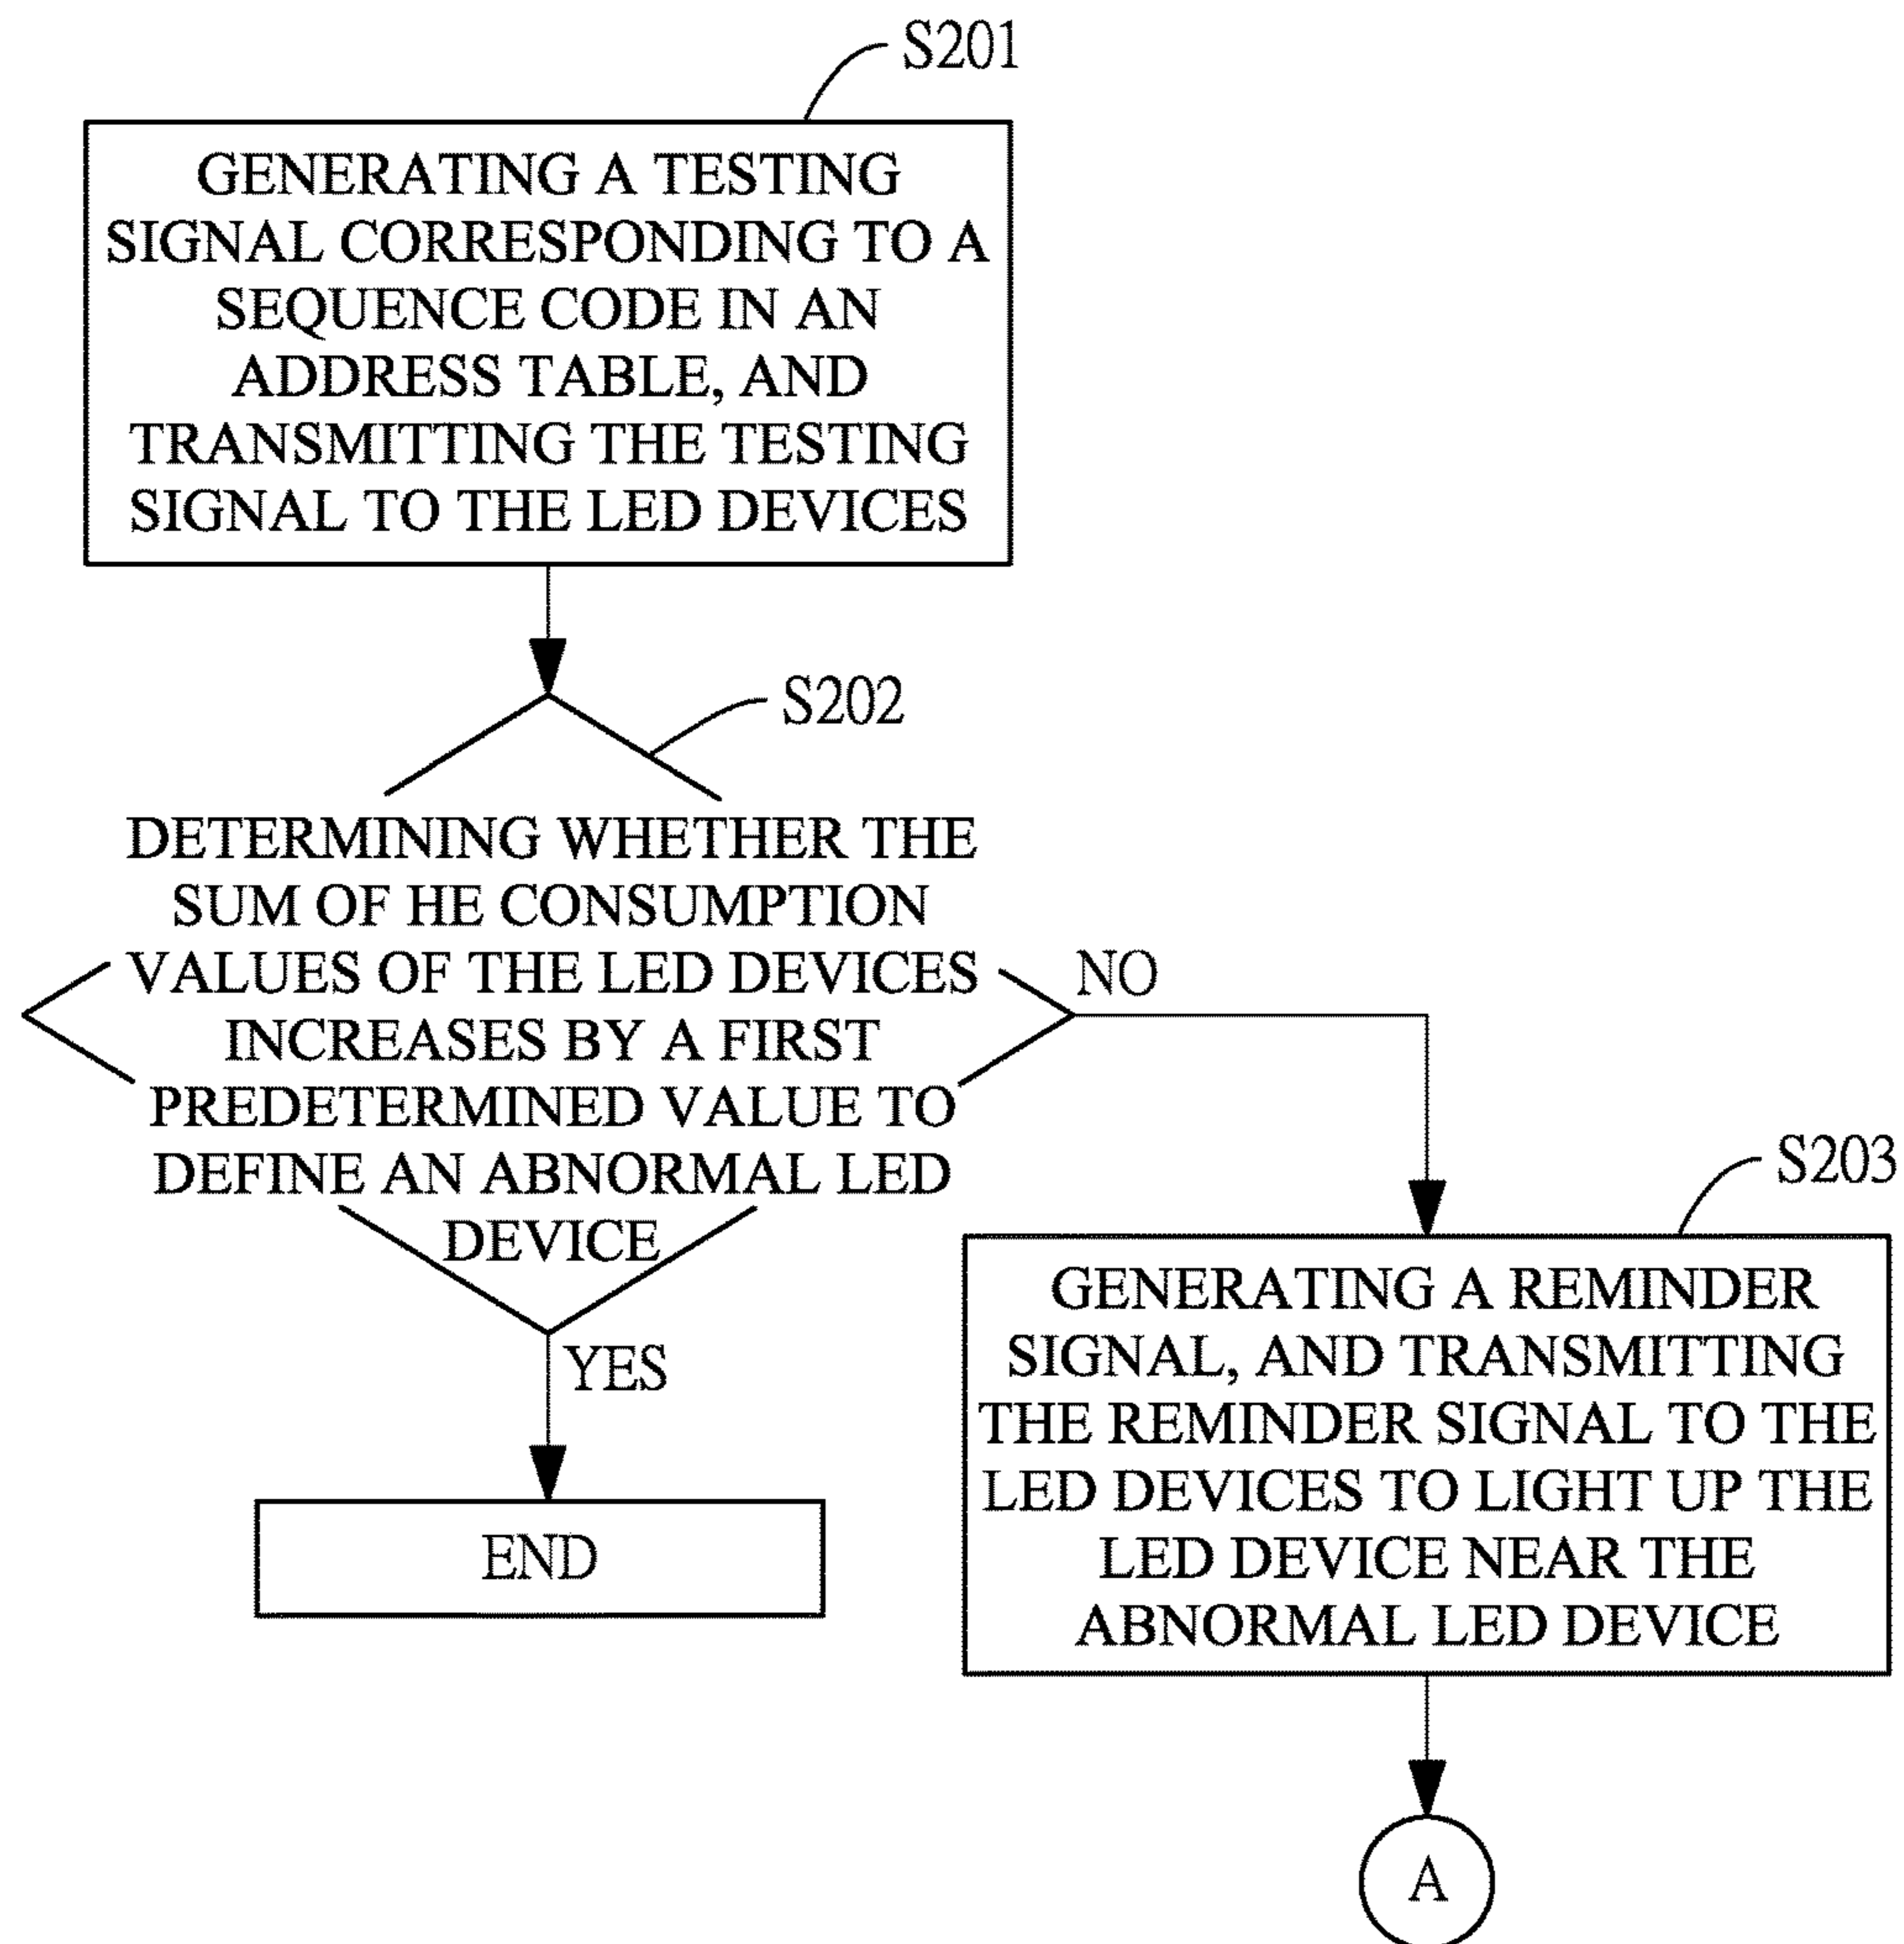 S201
GENERATING A TESTING
SIGNAL CORRESPONDING TO A
SEQUENCE CODE IN AN
ADDRESS TABLE, AND
TRANSMITTING THE TESTING
SIGNAL TO THE LED DEVICES
S202
DETERMINING WHETHER THE
SUM OF HE CONSUMPTION
VALUES OF THE LED DEVICES
INCREASES BY A FIRST
PREDETERMINED VALUE TO
DEFINE AN ABNORMAL LED
DEVICE
NO
YES
END
S203
GENERATING A REMINDER
SIGNAL, AND TRANSMITTING
THE REMINDER SIGNAL TO THE
LED DEVICES TO LIGHT UP THE
LED DEVICE NEAR THE
ABNORMAL LED DEVICE
A